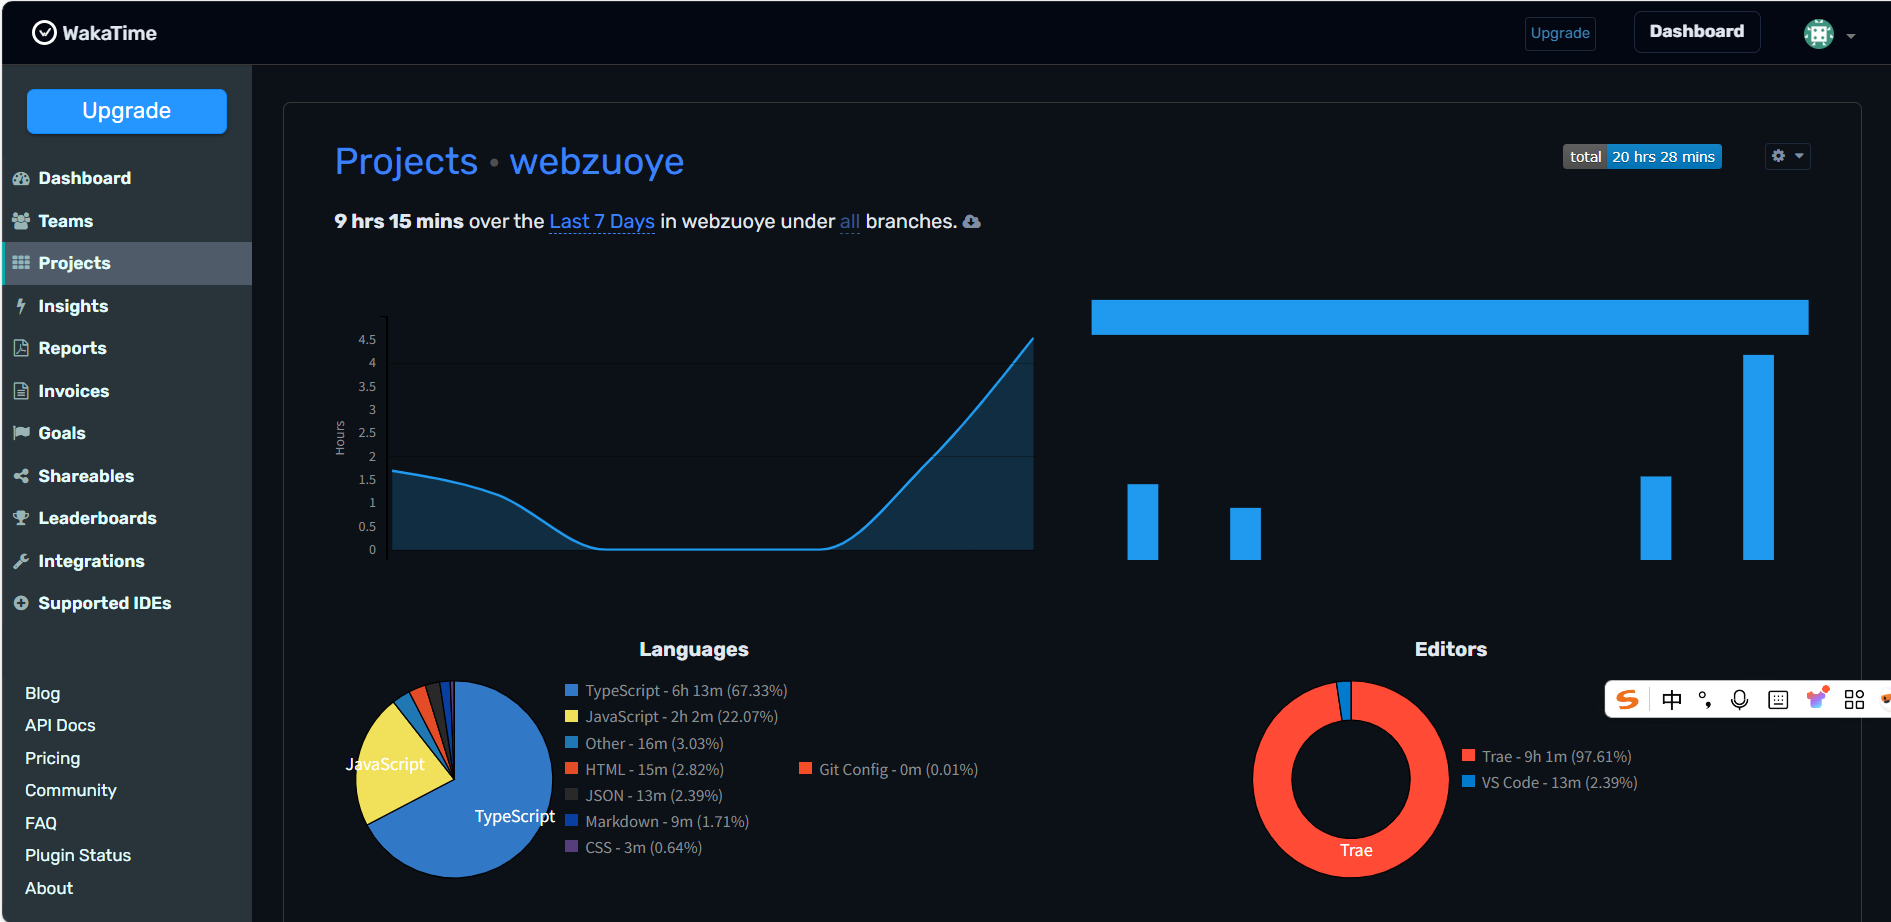 WakaTime
Upgrade
Dashboard
Upgrade
Dashboard
Teams
Projects
Insights
Reports
Invoices
Goals
Shareables
Leaderboards
Integrations
Supported IDEs
Blog
API Docs
Pricing
Community
FAQ
Plugin Status
About
Projects • webzuoye
total 20 hrs 28 mins
9 hrs 15 mins over the Last 7 Days in webzuoye under all branches.
Hours
4.5
4
3.5
3
2.5
2
1.5
1
0.5
0
Languages
JavaScript
TypeScript
TypeScript - 6h 13m (67.33%)
JavaScript - 2h 2m (22.07%)
Other - 16m (3.03%)
HTML - 15m (2.82%)
JSON - 13m (2.39%)
Markdown - 9m (1.71%)
CSS - 3m (0.64%)
Git Config - 0m (0.01%)
Editors
Trae
Trae - 9h 1m (97.61%)
VS Code - 13m (2.39%)
S 中 °,